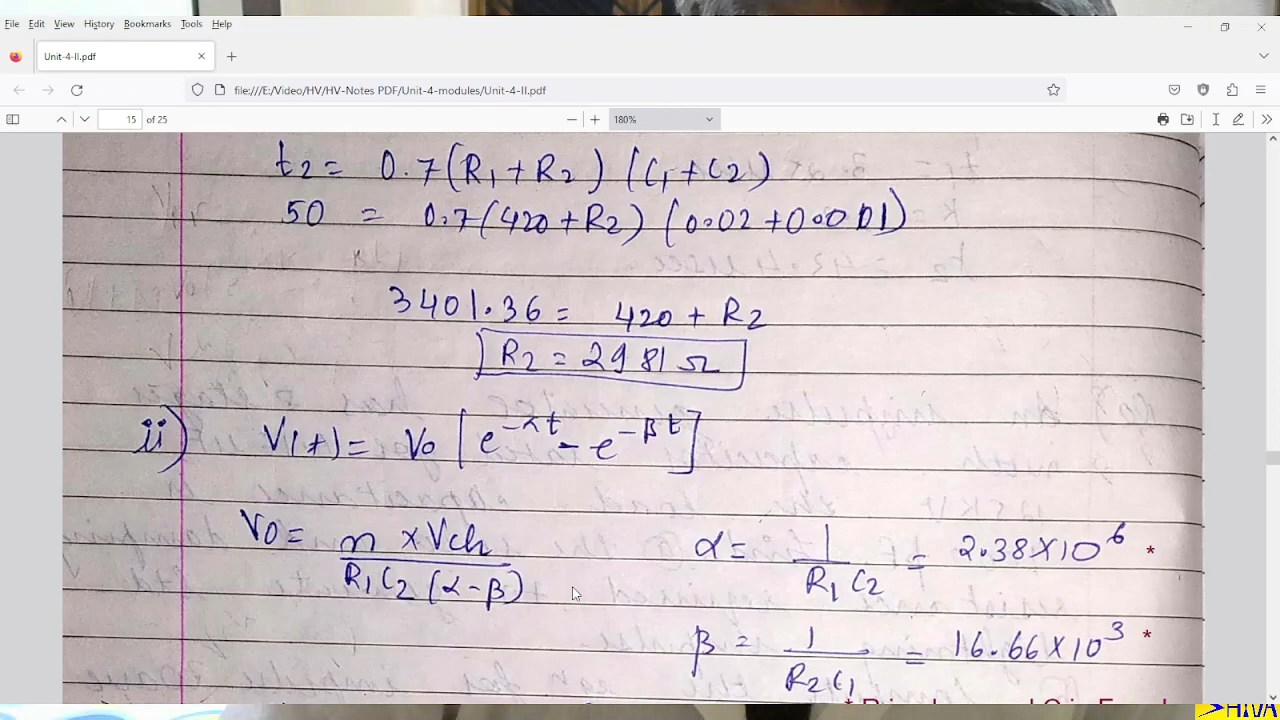 File Edit View History Bookmarks Tools Help
Unit-4-II.pdf
file:///E:/Video/HV/HV-Notes PDF/Unit-4-modules/Unit-4-II.pdf
15 of 25
180%
t2 = 0.7(R1+R2) (C1+C2)
50 = 0.7(420+R2) (0.02+0.001)
3401.36 = 420 + R2
R2 = 2981 Ω
ii) V(t) = V0 [e^-αt - e^-βt]
V0 = n × Vch / R1C2 (α-β)
α = 1 / R1C2 = 2.38×10^6 *
β = 1 / R2C1 = 16.66×10^3 *
SHIVA